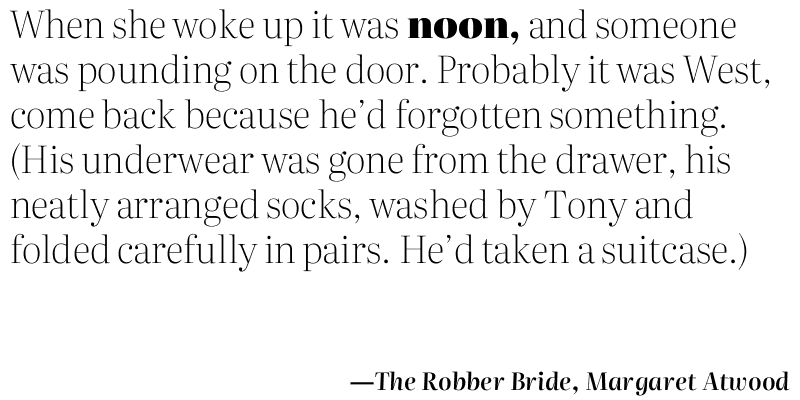 When she woke up it was noon, and someone
was pounding on the door. Probably it was West,
come back because he’d forgotten something.
(His underwear was gone from the drawer, his
neatly arranged socks, washed by Tony and
folded carefully in pairs. He’d taken a suitcase.)
—The Robber Bride, Margaret Atwood